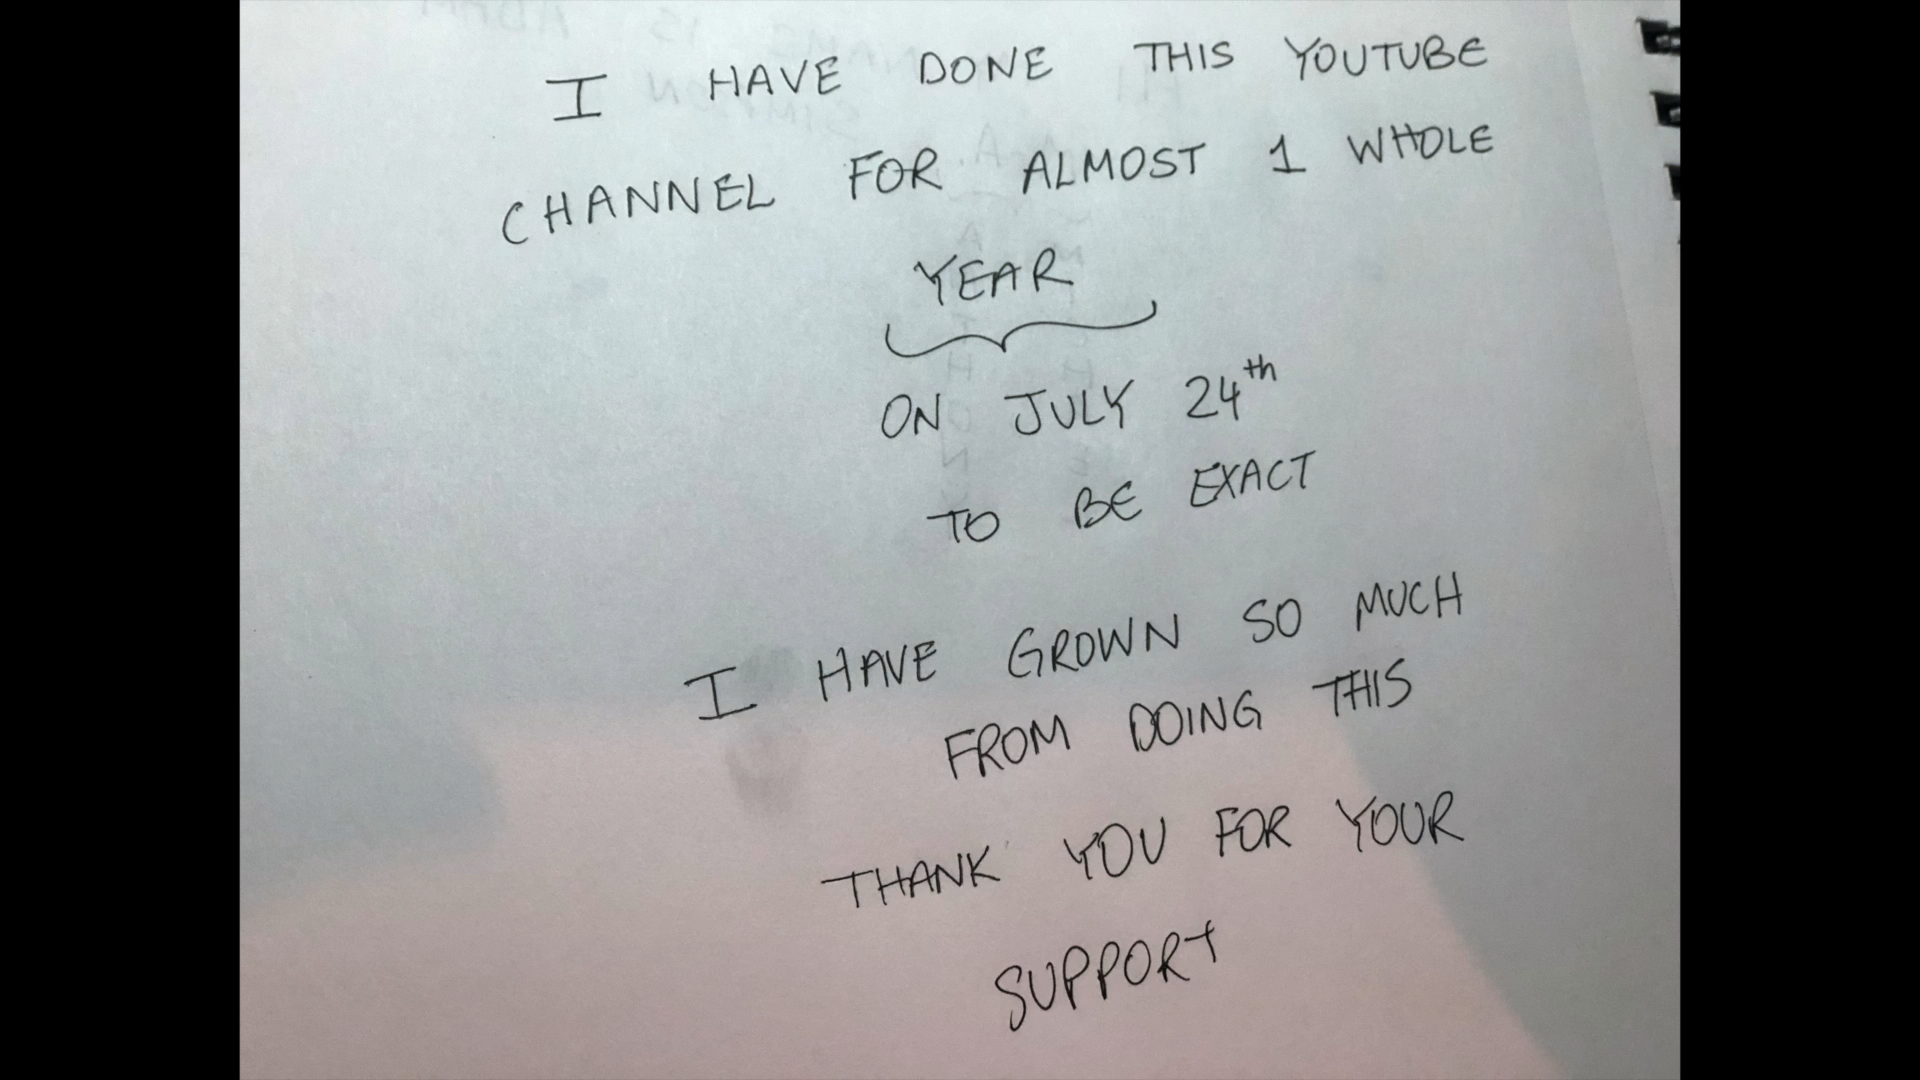 I HAVE DONE THIS YOUTUBE
CHANNEL FOR ALMOST 1 WHOLE
YEAR
ON JULY 24th
TO BE EXACT
I HAVE GROWN SO MUCH
FROM DOING THIS
THANK YOU FOR YOUR
SUPPORT